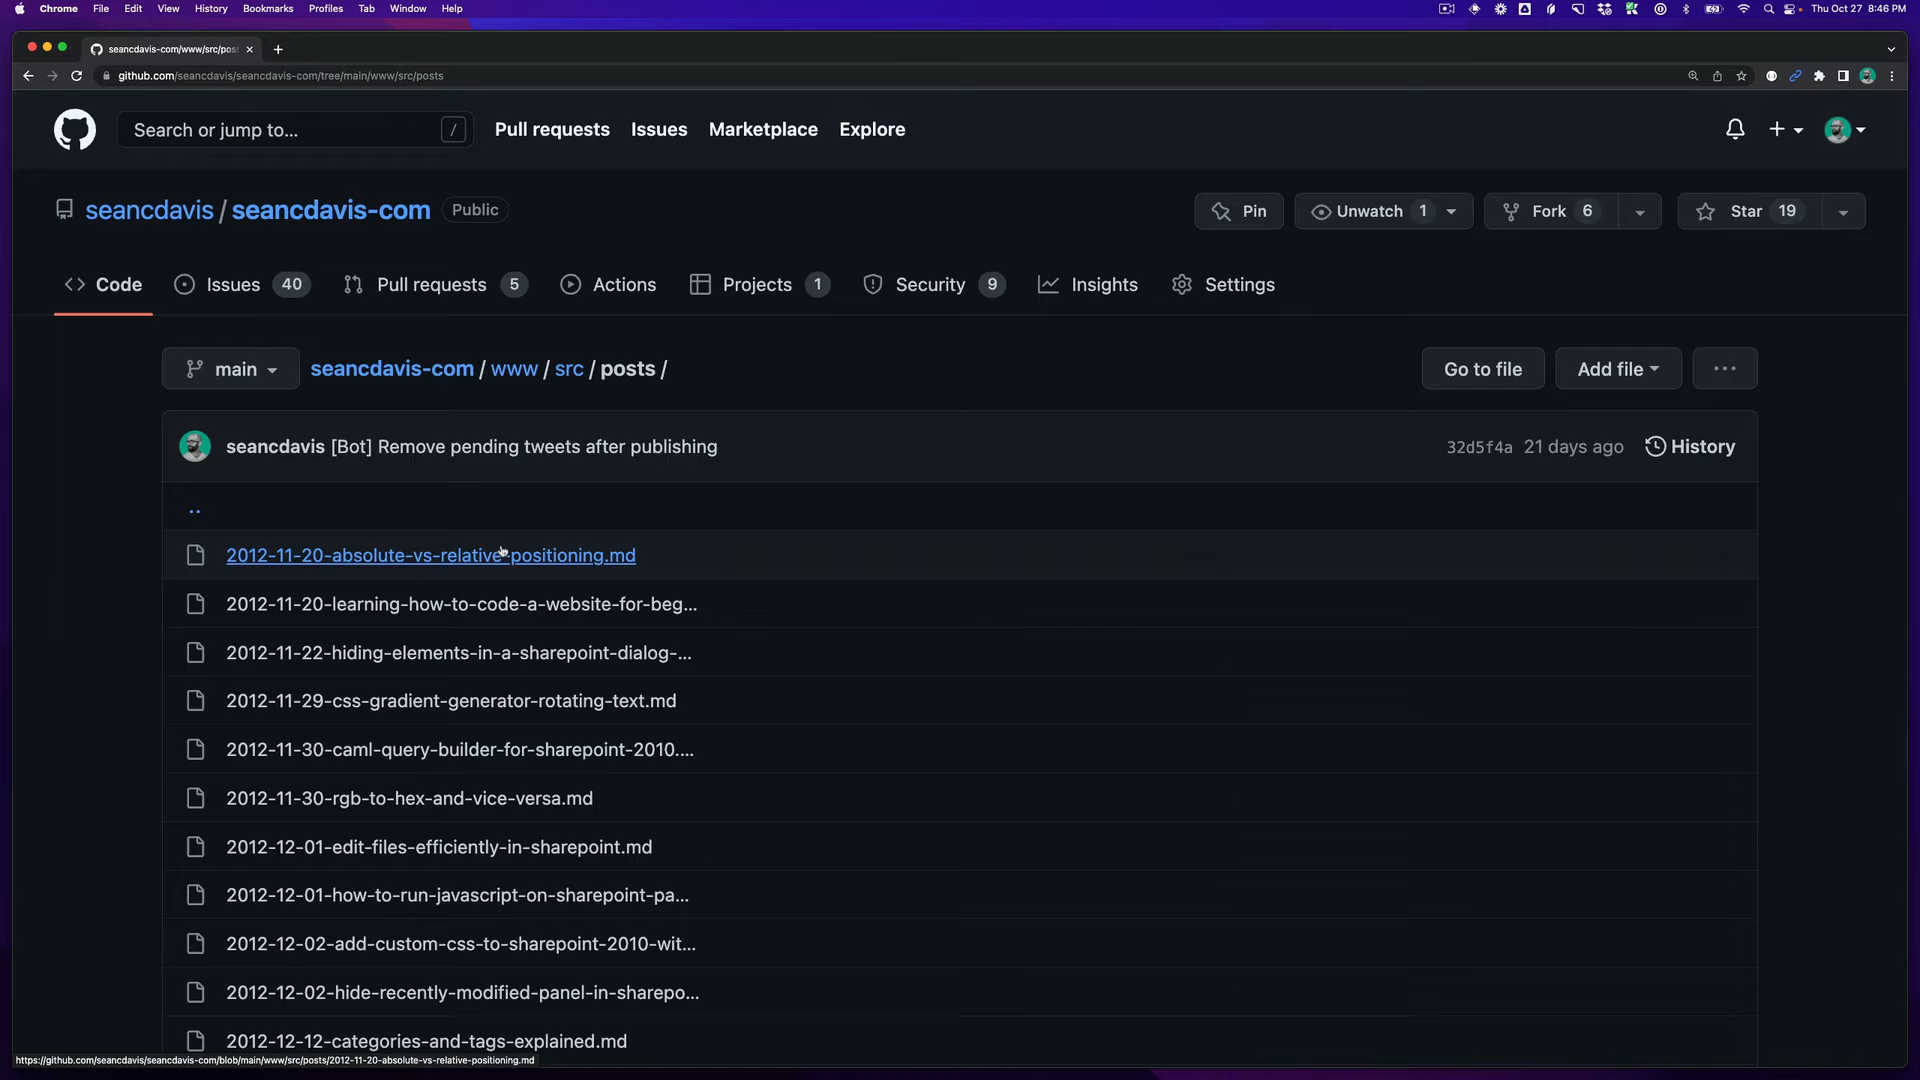 Chrome File Edit View History Bookmarks Profiles Tab Window Help Thu Oct 27 8:46 PM
seancdavis-com/www/src/post
github.com/seancdavis/seancdavis-com/tree/main/www/src/posts
Search or jump to... / Pull requests Issues Marketplace Explore
seancdavis / seancdavis-com Public Pin Unwatch 1 Fork 6 Star 19
Code Issues 40 Pull requests 5 Actions Projects 1 Security 9 Insights Settings
main seancdavis-com / www / src / posts / Go to file Add file ...
seancdavis [Bot] Remove pending tweets after publishing 32d5f4a 21 days ago History
..
2012-11-20-absolute-vs-relative-positioning.md
2012-11-20-learning-how-to-code-a-website-for-beg...
2012-11-22-hiding-elements-in-a-sharepoint-dialog-...
2012-11-29-css-gradient-generator-rotating-text.md
2012-11-30-caml-query-builder-for-sharepoint-2010....
2012-11-30-rgb-to-hex-and-vice-versa.md
2012-12-01-edit-files-efficiently-in-sharepoint.md
2012-12-01-how-to-run-javascript-on-sharepoint-pa...
2012-12-02-add-custom-css-to-sharepoint-2010-wit...
2012-12-02-hide-recently-modified-panel-in-sharepo...
2012-12-12-categories-and-tags-explained.md
https://github.com/seancdavis/seancdavis-com/blob/main/www/src/posts/2012-11-20-absolute-vs-relative-positioning.md